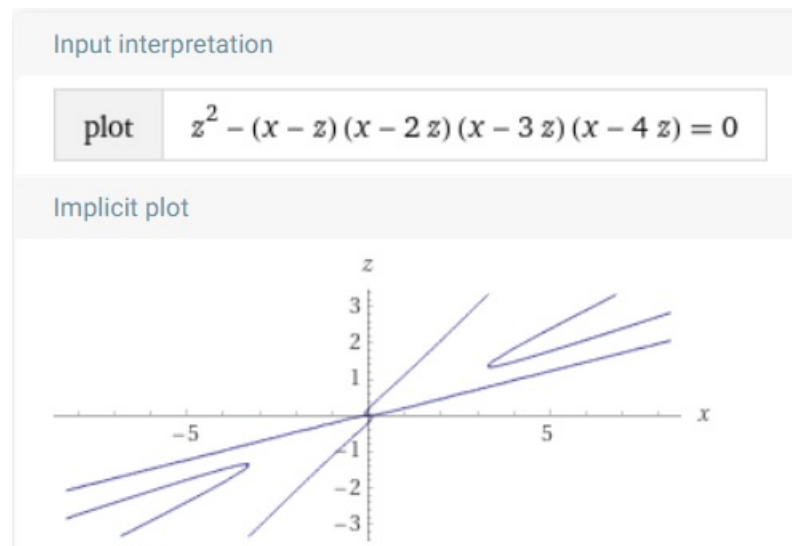 Input interpretation
plot z² – (x – z) (x – 2 z) (x – 3 z) (x – 4 z) = 0
Implicit plot
z
3
2
1
–5 5 x
–1
–2
–3